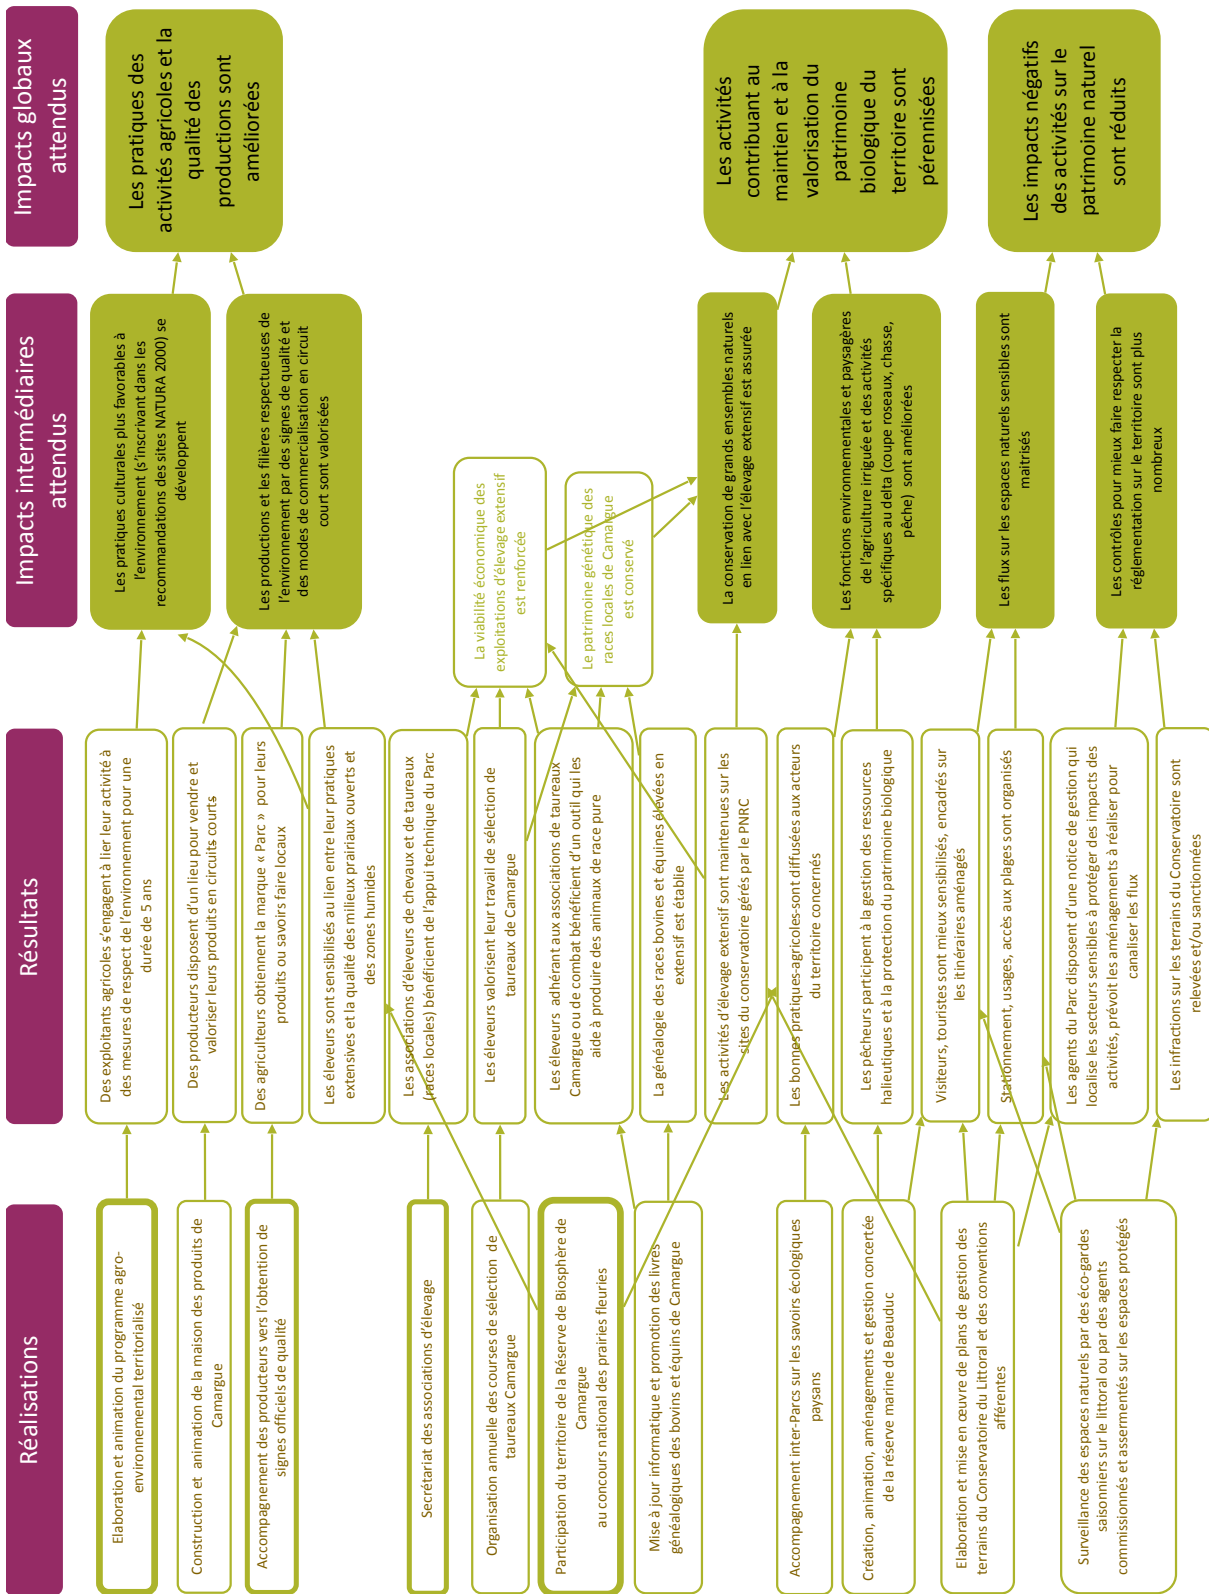 Réalisations
Elaboration et animation du programme agro-
environnemental territorialisé
Construction et animation de la maison des produits de
Camargue
Accompagnement des producteurs vers l'obtention de
signes officiels de qualité
Secrétariat des associations d'élevage
Organisation annuelle des courses de sélection de
taureaux Camargue
Participation du territoire de la Réserve de Biosphère de
Camargue
au concours national des prairies fleuries
Mise à jour informatique et promotion des livres
généalogiques des bovins et équins de Camargue
Accompagnement inter-Parcs sur les savoirs écologiques
paysans
Création, animation, aménagements et gestion concertée
de la réserve marine de Beauduc
Elaboration et mise en œuvre de plans de gestion des
terrains du Conservatoire du Littoral et des conventions
afférentes
Surveillance des espaces naturels par des éco-gardes
saisonniers sur le littoral ou par des agents
commissionnés et assermentés sur les espaces protégés
Résultats
Des exploitants agricoles s'engagent à lier leur activité à
des mesures de respect de l'environnement pour une
durée de 5 ans
Des producteurs disposent d'un lieu pour vendre et
valoriser leurs produits en circuits courts
Des agriculteurs obtiennent la marque « Parc » pour leurs
produits ou savoirs faire locaux
Les éleveurs sont sensibilisés au lien entre leur pratiques
extensives et la qualité des milieux prairiaux ouverts et
des zones humides
Les associations d'éleveurs de chevaux et de taureaux
(races locales) bénéficient de l'appui technique du Parc
Les éleveurs valorisent leur travail de sélection de
taureaux de Camargue
Les éleveurs adhérant aux associations de taureaux
Camargue ou de combat bénéficient d'un outil qui les
aide à produire des animaux de race pure
La généalogie des races bovines et équines élevées en
extensif est établie
Les activités d'élevage extensif sont maintenues sur les
sites du conservatoire gérés par le PNRC
Les bonnes pratiques-agricoles-sont diffusées aux acteurs
du territoire concernés
Les pêcheurs participent à la gestion des ressources
halieutiques et à la protection du patrimoine biologique
Visiteurs, touristes sont mieux sensibilisés, encadrés sur
les itinéraires aménagés
Stationnement, usages, accès aux plages sont organisés
Les agents du Parc disposent d'une notice de gestion qui
localise les secteurs sensibles à protéger des impacts des
activités, prévoit les aménagements à réaliser pour
canaliser les flux
Les infractions sur les terrains du Conservatoire sont
relevées et/ou sanctionnées
Impacts intermédiaires
attendus
Les pratiques culturales plus favorables à
l'environnement (s'inscrivant dans les
recommandations des sites NATURA 2000) se
développent
Les productions et les filières respectueuses de
l'environnement par des signes de qualité et
des modes de commercialisation en circuit
court sont valorisées
La viabilité économique des
exploitations d'élevage extensif
est renforcée
Le patrimoine génétique des
races locales de Camargue
est conservé
La conservation de grands ensembles naturels
en lien avec l'élevage extensif est assurée
Les fonctions environnementales et paysagères
de l'agriculture irriguée et des activités
spécifiques au delta (coupe roseaux, chasse,
pêche) sont améliorées
Les flux sur les espaces naturels sensibles sont
maitrisés
Les contrôles pour mieux faire respecter la
réglementation sur le territoire sont plus
nombreux
Impacts globaux
attendus
Les pratiques des
activités agricoles et la
qualité des
productions sont
améliorées
Les activités
contribuant au
maintien et à la
valorisation du
patrimoine
biologique du
territoire sont
pérennisées
Les impacts négatifs
des activités sur le
patrimoine naturel
sont réduits